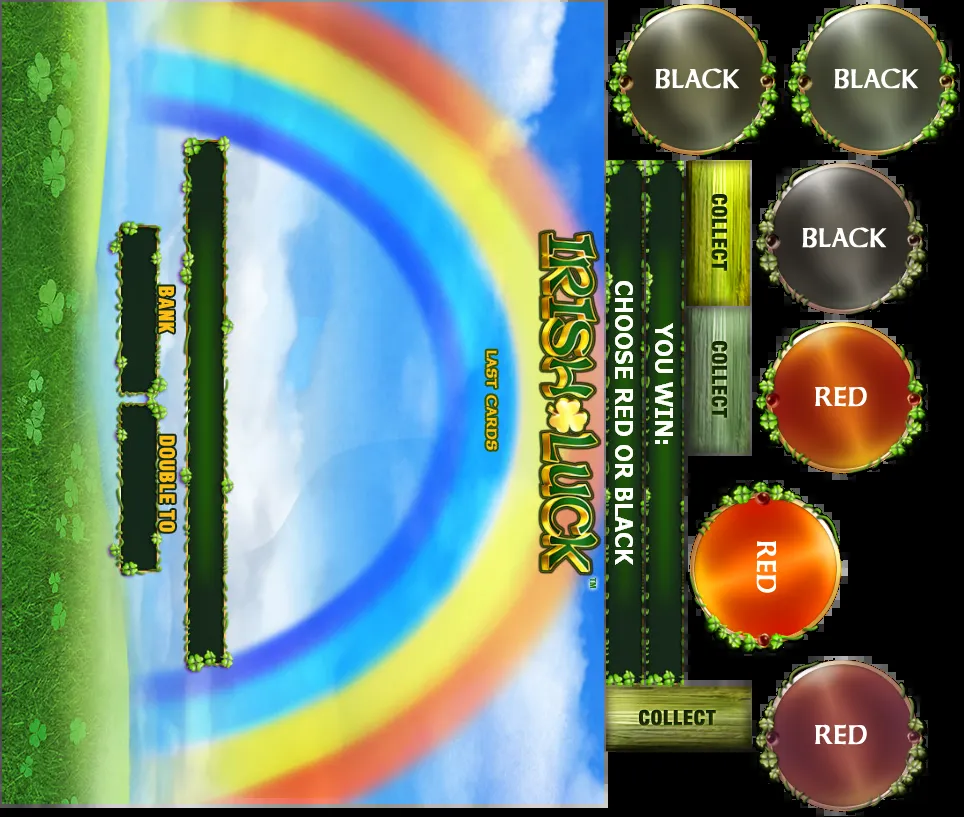 IRISH LUCK™
LAST CARDS
BANK
DOUBLE TO
BLACK
BLACK
COLLECT
BLACK
YOU WIN:
CHOOSE RED OR BLACK
COLLECT
RED
RED
COLLECT
RED